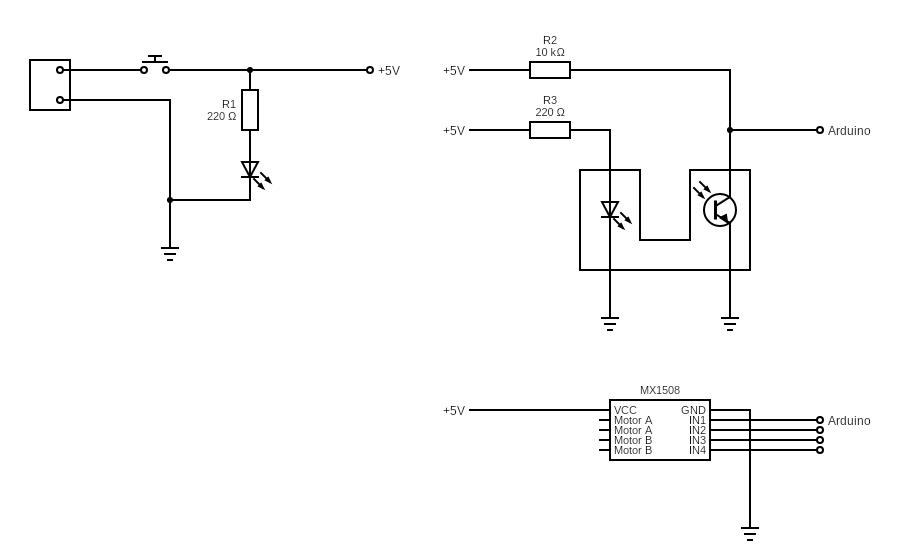 +5V
R1
220 Ω
R2
10 kΩ
+5V
R3
220 Ω
+5V
Arduino
MX1508
+5V
VCC GND
Motor A IN1
Arduino
Motor A IN2
Motor B IN3
Motor B IN4